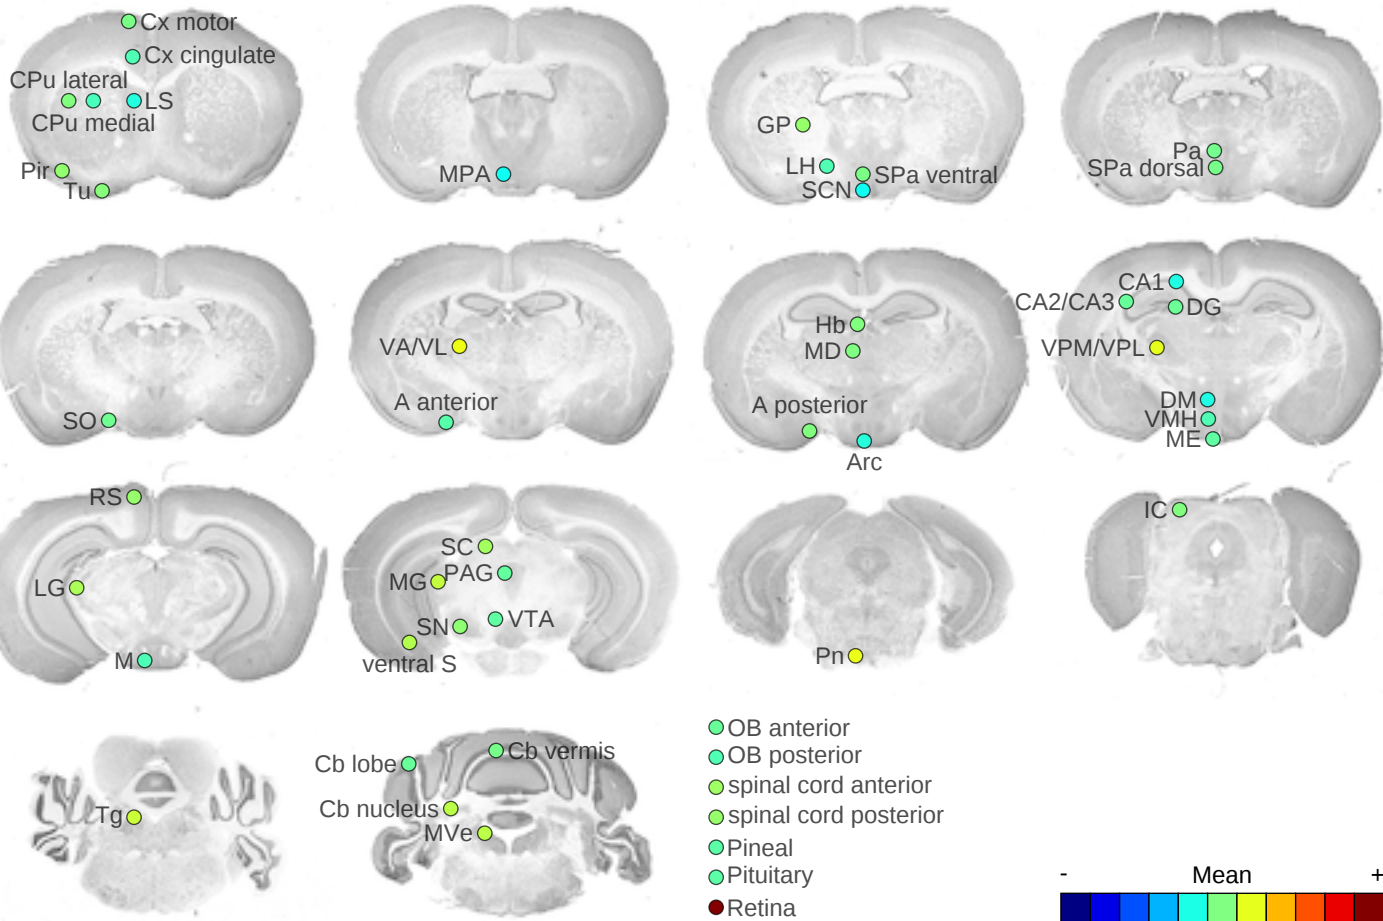 Cx motor
Cx cingulate
CPu lateral
LS
CPu medial
Pir
Tu
MPA
GP
LH
SPa ventral
SCN
Pa
SPa dorsal
SO
VA/VL
A anterior
Hb
MD
A posterior
Arc
CA1
CA2/CA3
DG
VPM/VPL
DM
VMH
ME
RS
LG
M
SC
MG
PAG
SN
VTA
ventral S
Pn
IC
Tg
Cb lobe
Cb vermis
Cb nucleus
MVe
OB anterior
OB posterior
spinal cord anterior
spinal cord posterior
Pineal
Pituitary
Retina
- Mean +